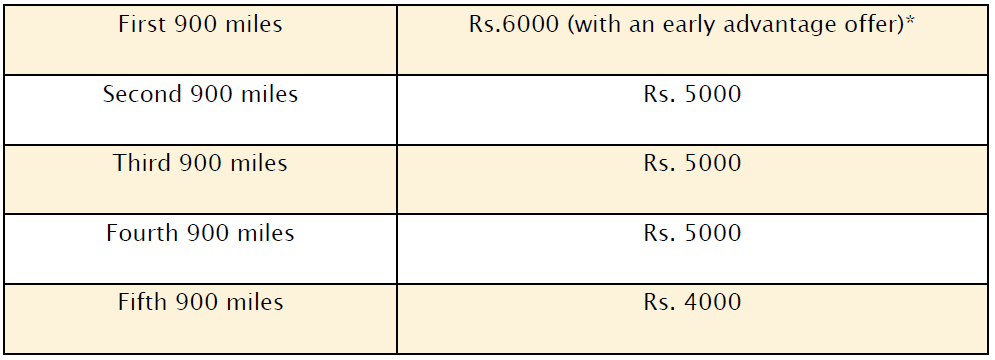 First 900 miles Rs.6000 (with an early advantage offer)*
Second 900 miles Rs. 5000
Third 900 miles Rs. 5000
Fourth 900 miles Rs. 5000
Fifth 900 miles Rs. 4000